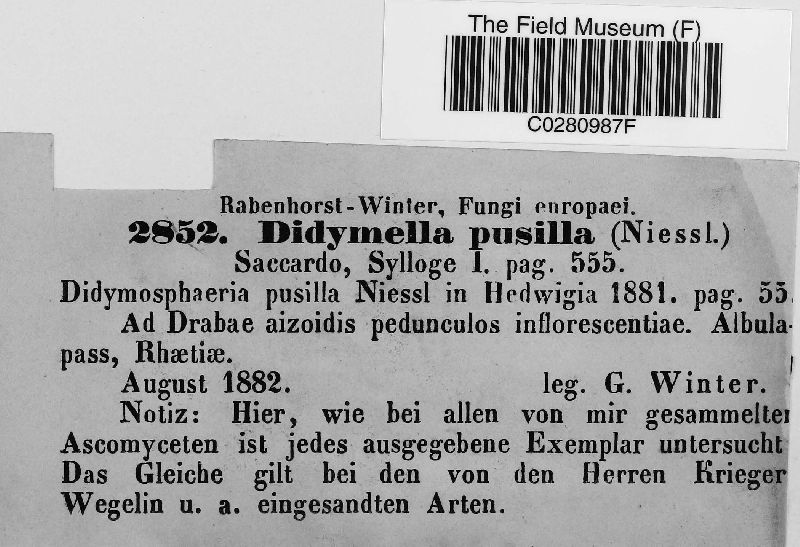 The Field Museum (F)
C0280987F
Rabenhorst-Winter, Fungi europaei.
2852. Didymella pusilla (Niessl.)
Saccardo, Sylloge I. pag. 555.
Didymosphaeria pusilla Niessl in Hedwigia 1881. pag. 55.
Ad Drabae aizoidis pedunculos inflorescentiae. Albula-
pass, Rhætiæ.
August 1882. leg. G. Winter.
Notiz: Hier, wie bei allen von mir gesammelten
Ascomyceten ist jedes ausgegebene Exemplar untersucht
Das Gleiche gilt bei den von den Herren Krieger
Wegelin u. a. eingesandten Arten.